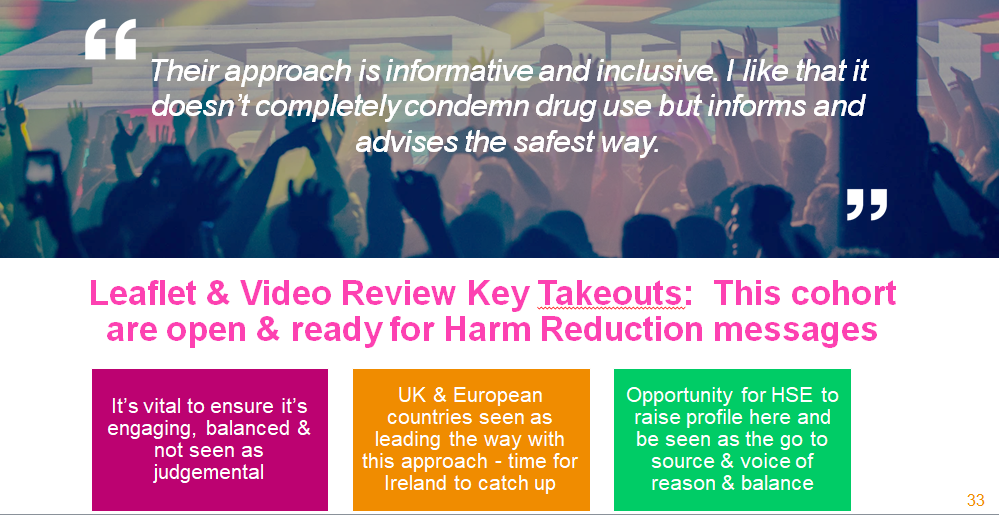 “
Their approach is informative and inclusive. I like that it
doesn’t completely condemn drug use but informs and
advises the safest way.
”
Leaflet & Video Review Key Takeouts: This cohort
are open & ready for Harm Reduction messages
It’s vital to ensure it’s
engaging, balanced &
not seen as
judgemental
UK & European
countries seen as
leading the way with
this approach - time for
Ireland to catch up
Opportunity for HSE to
raise profile here and
be seen as the go to
source & voice of
reason & balance
33